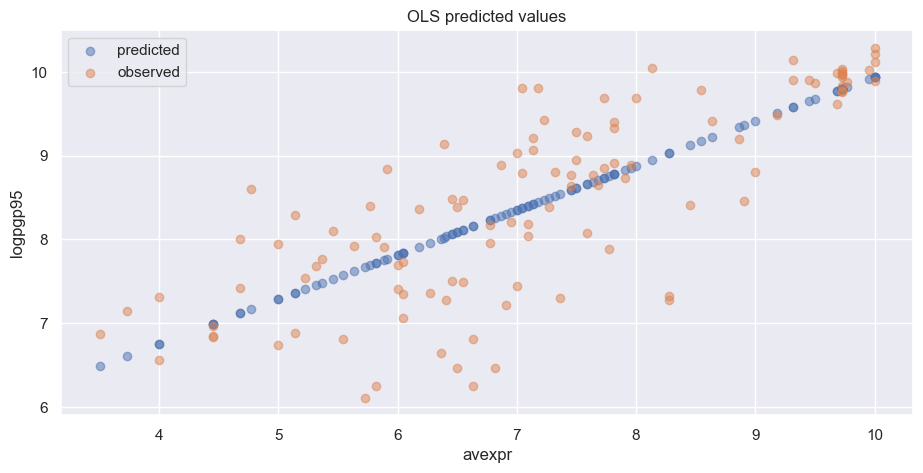 OLS predicted values
predicted
observed
logpgp95
10
9
8
7
6
4 5 6 7 8 9 10
avexpr